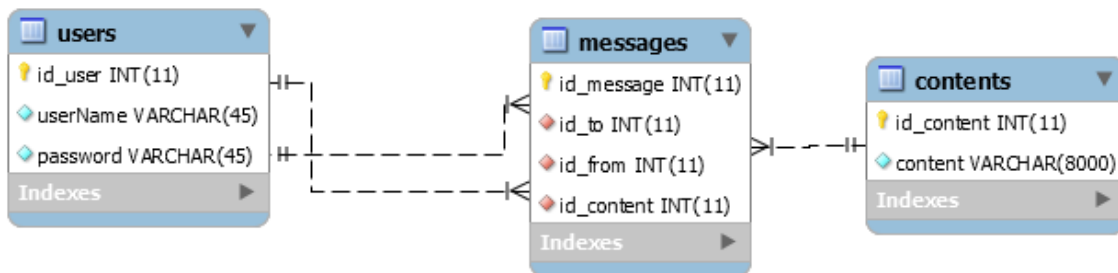 users
id_user INT(11)
userName VARCHAR(45)
password VARCHAR(45)
Indexes
messages
id_message INT(11)
id_to INT(11)
id_from INT(11)
id_content INT(11)
Indexes
contents
id_content INT(11)
content VARCHAR(8000)
Indexes